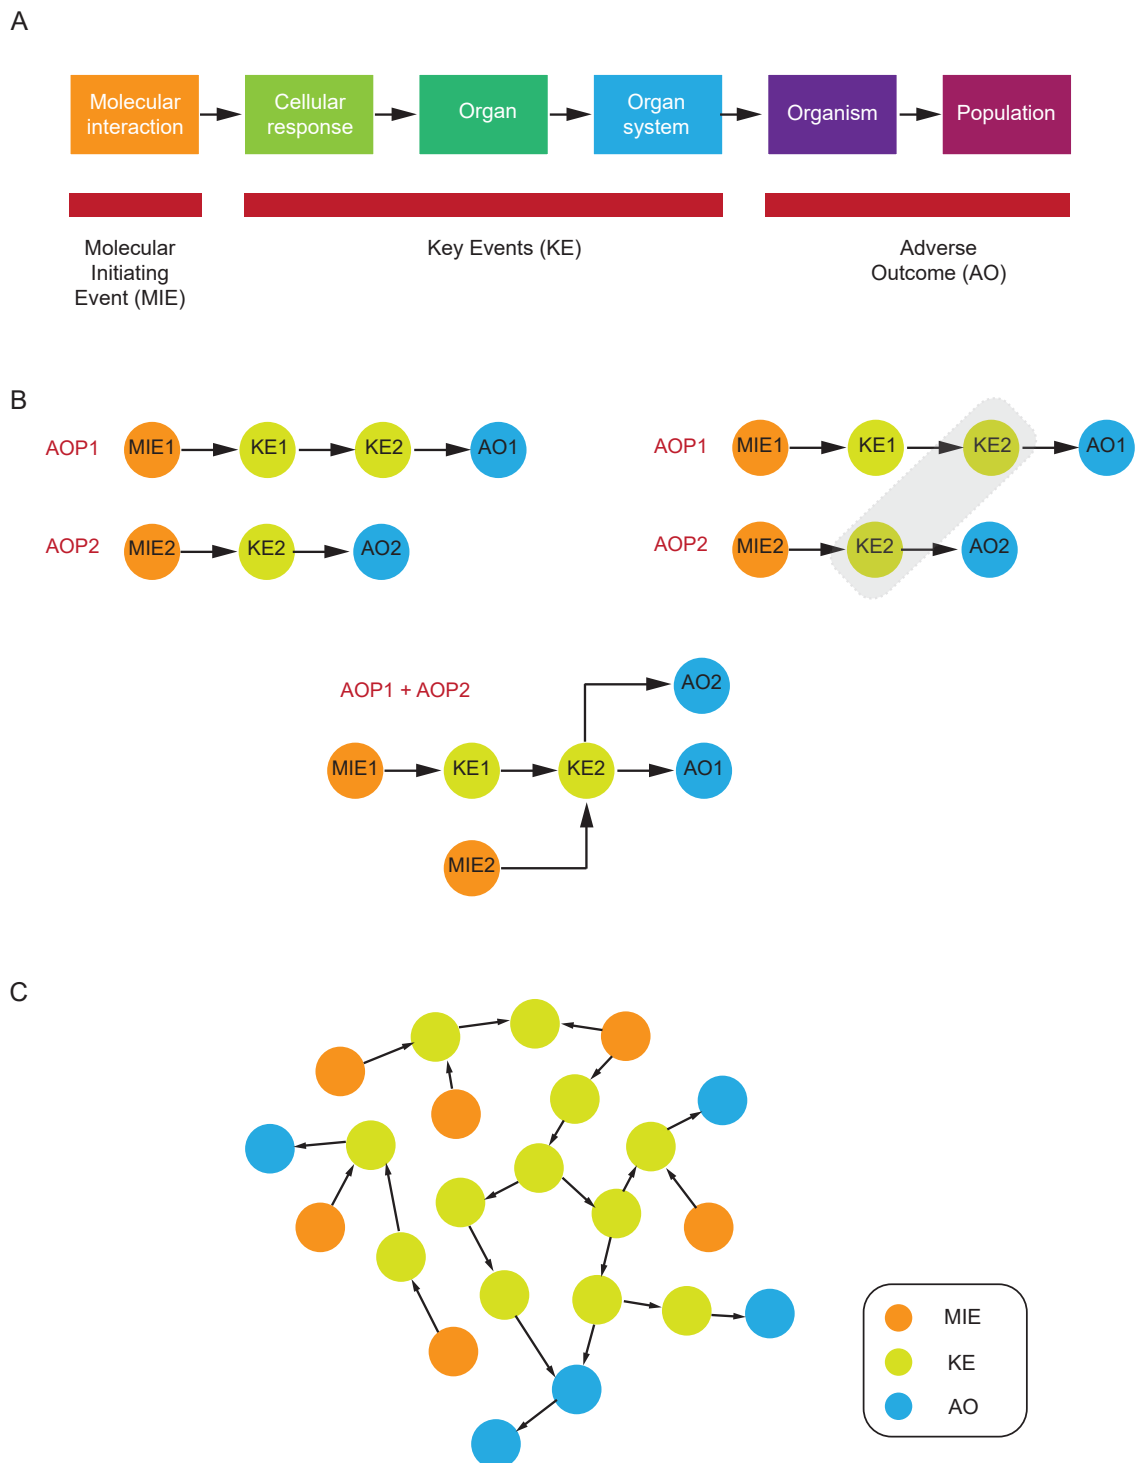 A
Molecular
interaction
Cellular
response
Organ
Organ
system
Organism
Population
Molecular
Initiating
Event (MIE)
Key Events (KE)
Adverse
Outcome (AO)
B
AOP1
MIE1
KE1
KE2
AO1
AOP2
MIE2
KE2
AO2
AOP1
MIE1
KE1
KE2
AO1
AOP2
MIE2
KE2
AO2
AOP1 + AOP2
AO2
MIE1
KE1
KE2
AO1
MIE2
C
MIE
KE
AO